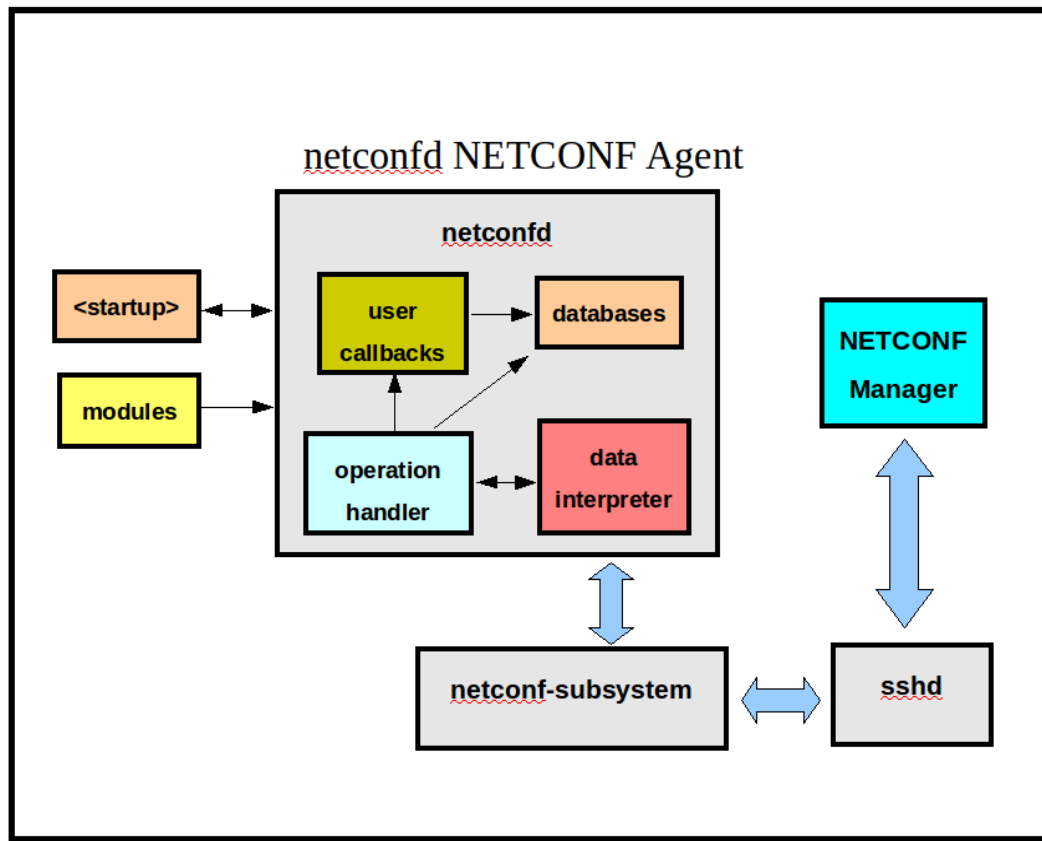 netconfd NETCONF Agent
netconfd
<startup>
user
callbacks
databases
modules
operation
handler
data
interpreter
NETCONF
Manager
netconf-subsystem
sshd